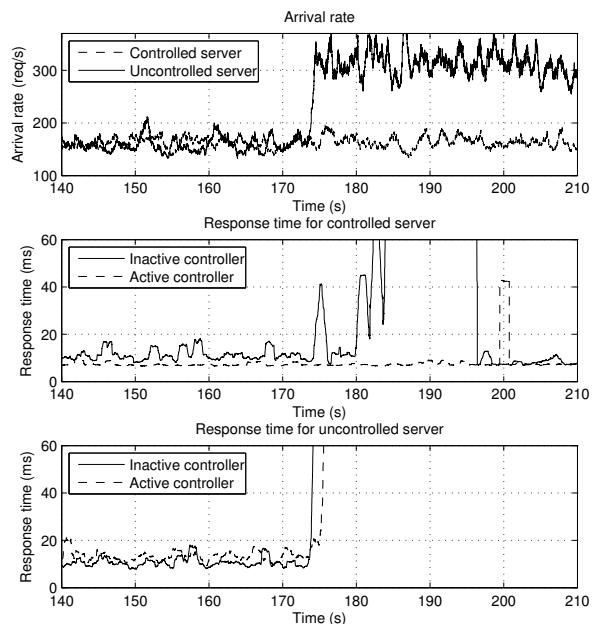 Arrival rate
Arrival rate (req/s)
300
200
100
Controlled server
Uncontrolled server
140 150 160 170 180 190 200 210
Time (s)
Response time for controlled server
Response time (ms)
60
40
20
0
Inactive controller
Active controller
140 150 160 170 180 190 200 210
Time (s)
Response time for uncontrolled server
Response time (ms)
60
40
20
0
Inactive controller
Active controller
140 150 160 170 180 190 200 210
Time (s)